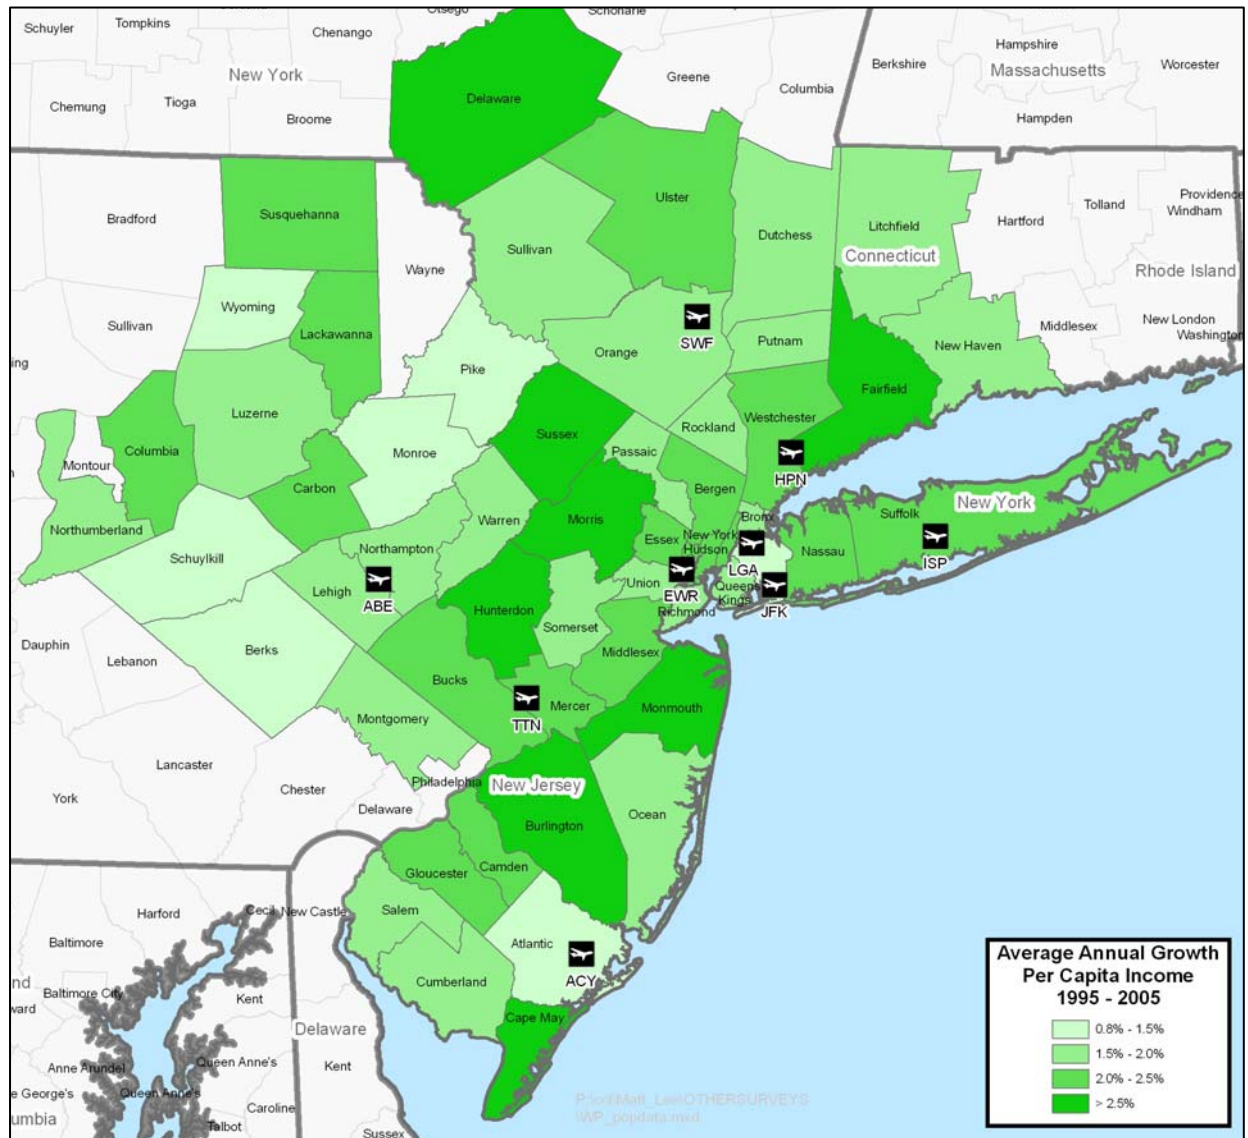 Otsego
Schoharie
Schuyler
Tompkins
Chenango
Hampshire
Berkshire
Worcester
New York
Massachusetts
Greene
Columbia
Chemung
Tioga
Broome
Delaware
Hampden
Ulster
Susquehanna
Bradford
Providence
Tolland
Windham
Hartford
Litchfield
Dutchess
Sullivan
Connecticut
Wayne
Rhode Island
Wyoming
Sullivan
Lackawanna
New London
Middlesex
Washington
SWF
Putnam
New Haven
Orange
ing
Pike
Fairfield
Luzerne
Westchester
Rockland
Sussex
Passaic
Columbia
Monroe
Montour
HPN
Carbon
Bergen
New York
Suffolk
Bronx
Morris
Warren
Northumberland
New York
Essex
Northampton
Hudson
Nassau
Schuylkill
ISP
LGA
Union
EWR
Queens
Lehigh
Kings
ABE
Hunterdon
Richmond
JFK
Somerset
Dauphin
Berks
Middlesex
Lebanon
Bucks
Mercer
Monmouth
Montgomery
TTN
Lancaster
Philadelphia
New Jersey
Chester
York
Delaware
Ocean
Burlington
Camden
Gloucester
Salem
Cecil
New Castle
Harford
Baltimore
Atlantic
Cumberland
ACY
nd
Baltimore City
ward
Kent
Cape May
Delaware
Anne Arundel
Queen Anne's
Kent
e George's
Queen Anne's
Caroline
umbia
Talbot
Sussex
Average Annual Growth
Per Capita Income
1995 - 2005
0.8% - 1.5%
1.5% - 2.0%
2.0% - 2.5%
> 2.5%